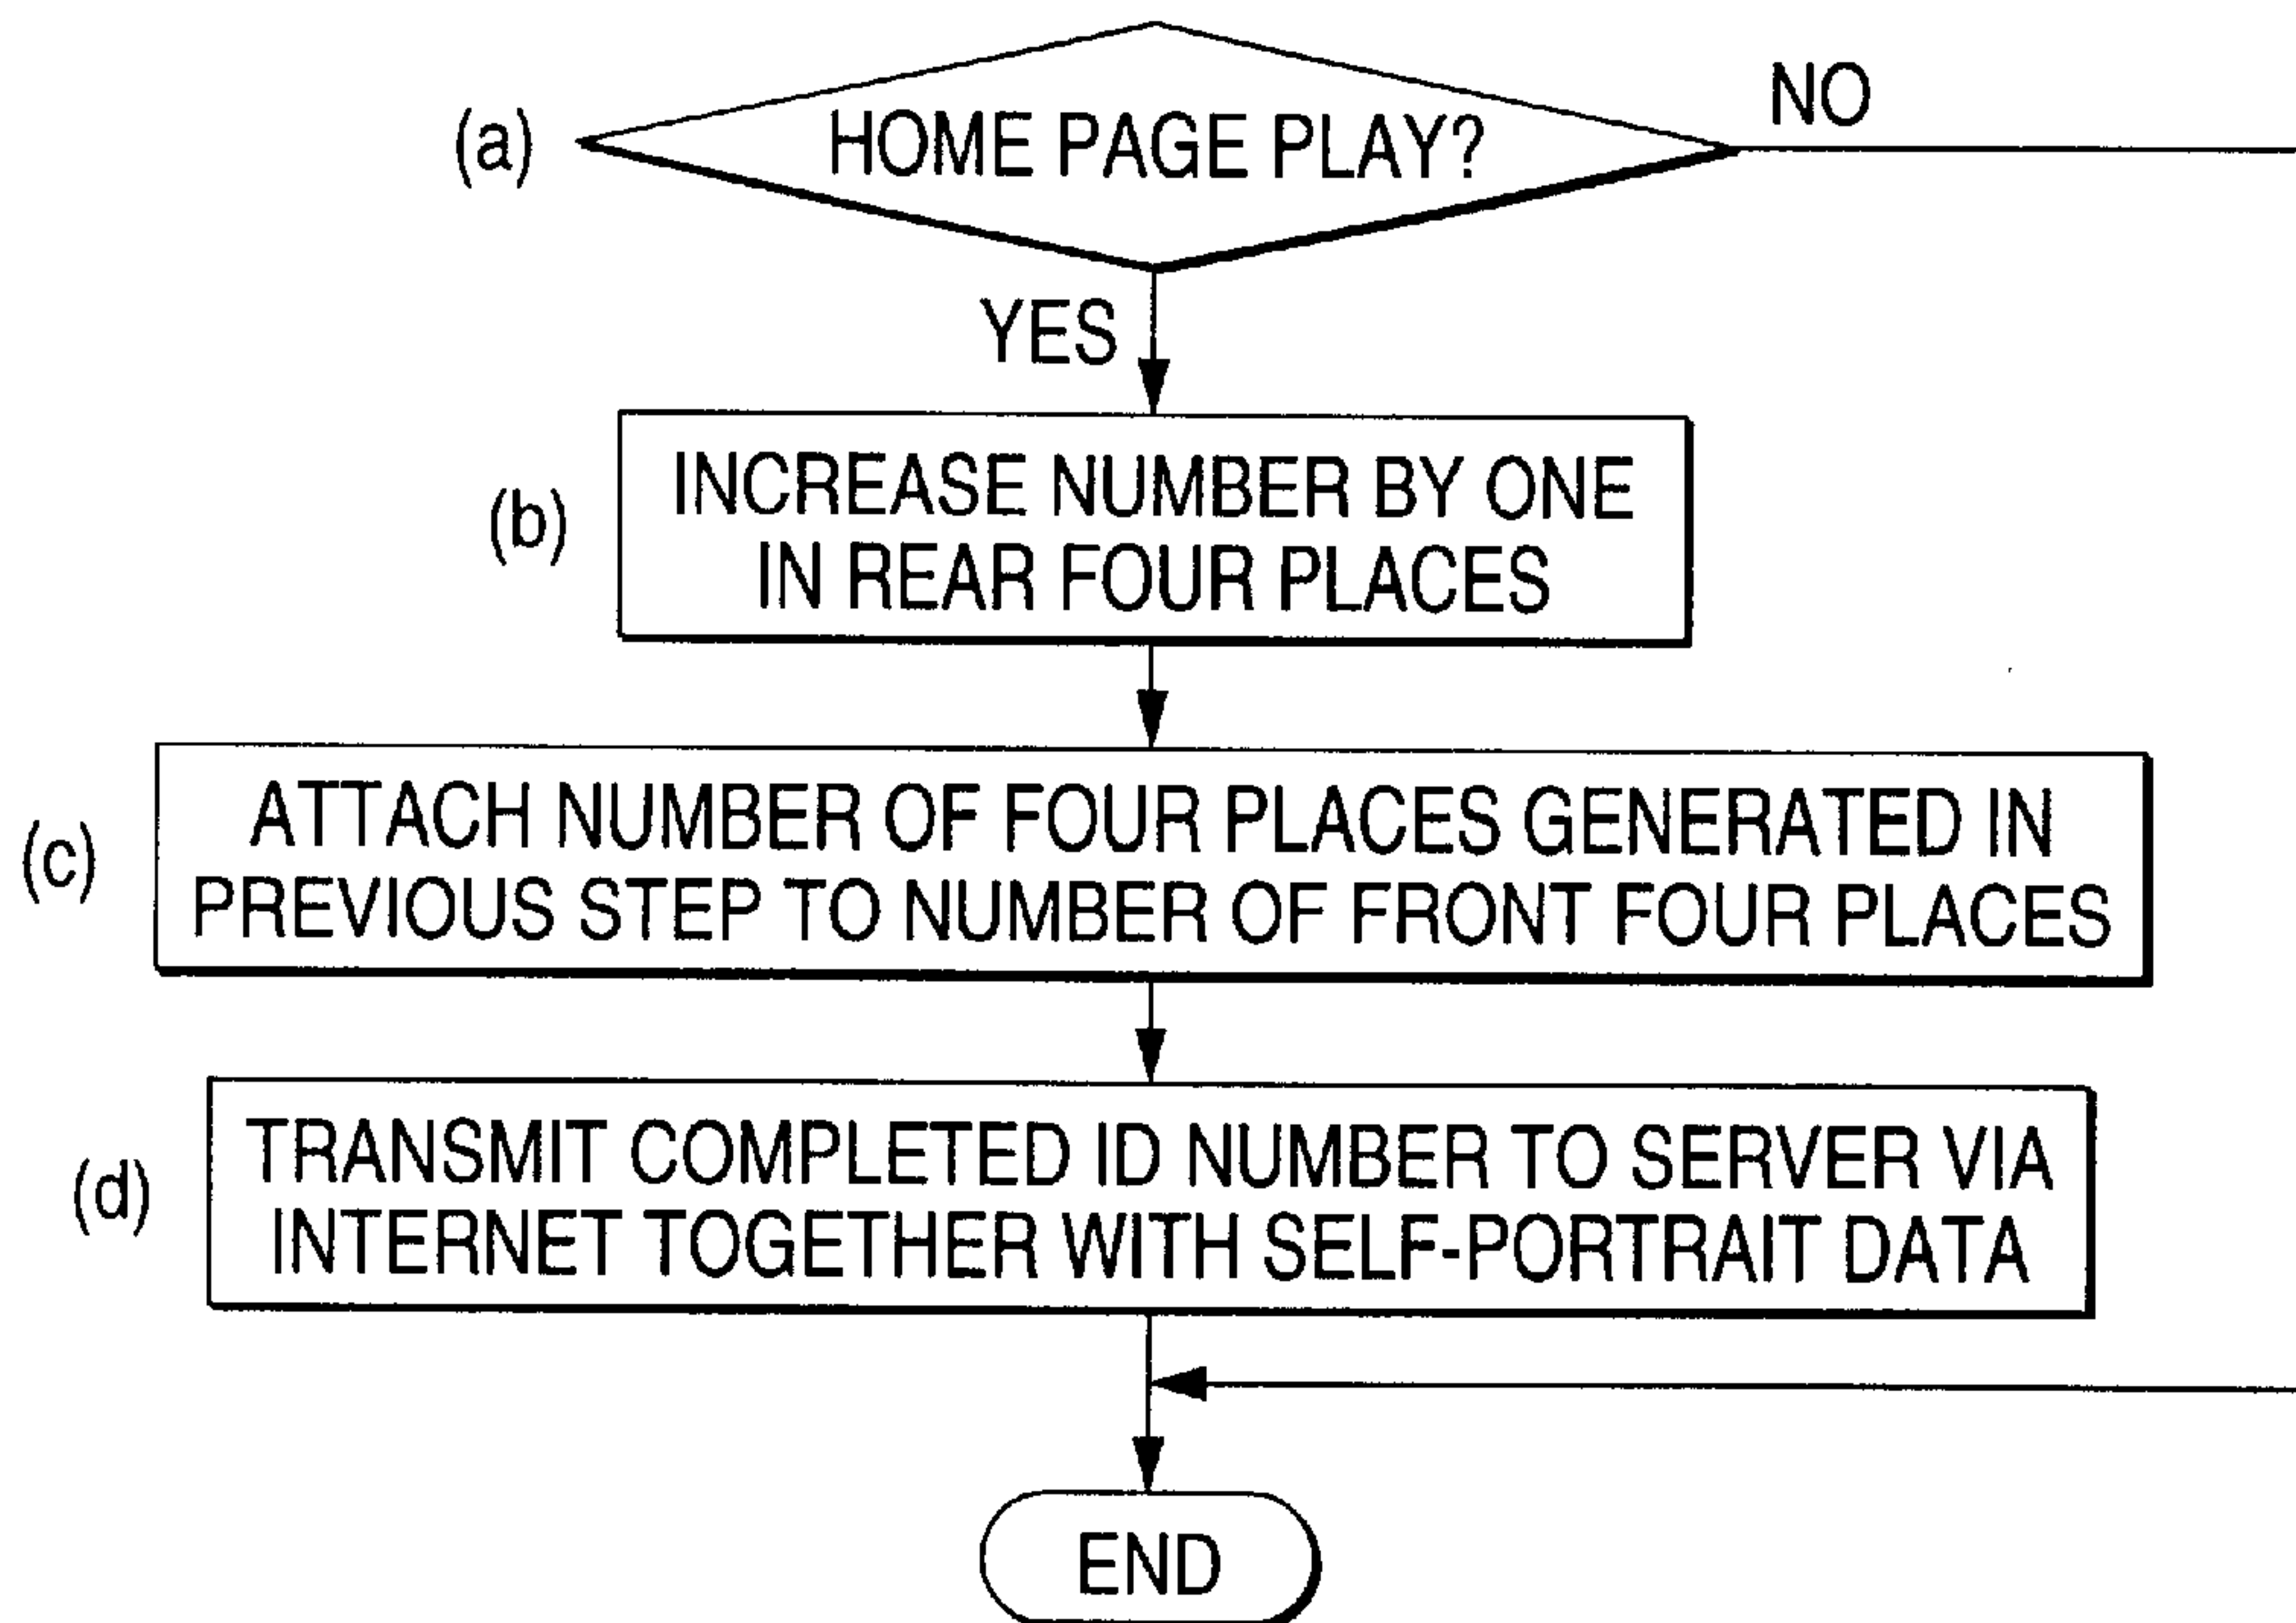 (a)
HOME PAGE PLAY?
NO
YES
(b)
INCREASE NUMBER BY ONE
IN REAR FOUR PLACES
(c)
ATTACH NUMBER OF FOUR PLACES GENERATED IN
PREVIOUS STEP TO NUMBER OF FRONT FOUR PLACES
(d)
TRANSMIT COMPLETED ID NUMBER TO SERVER VIA
INTERNET TOGETHER WITH SELF-PORTRAIT DATA
END